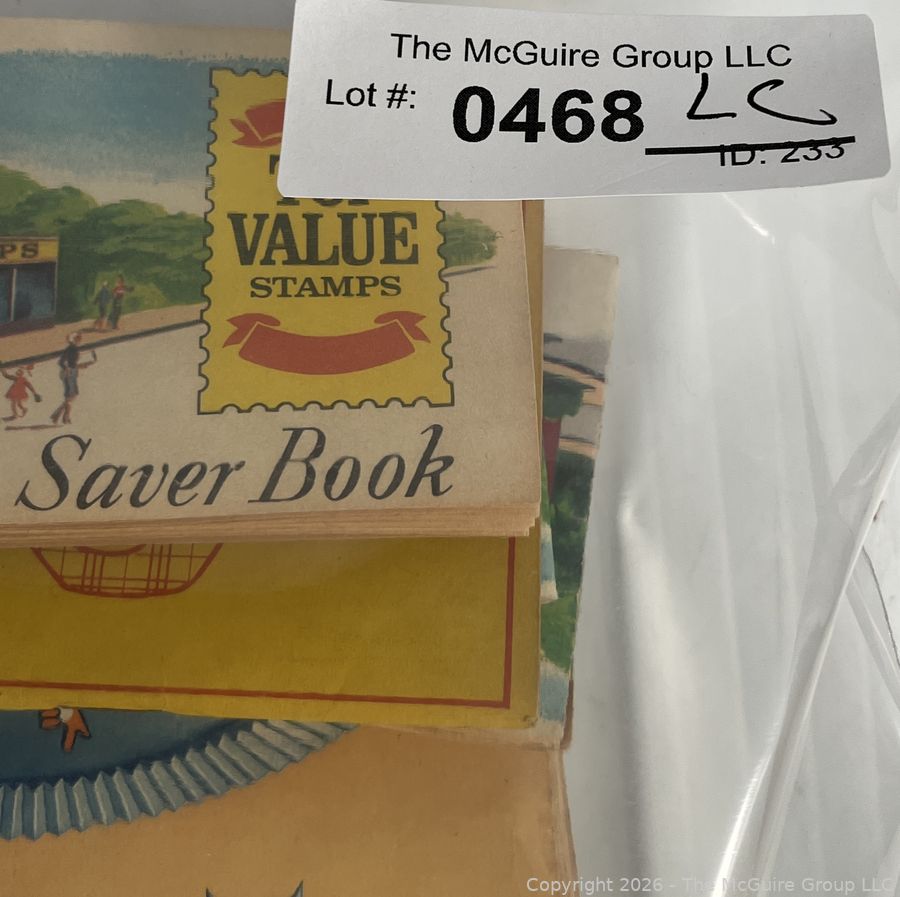 The McGuire Group LLC
Lot #: 0468 LC
ID: 233
PS
TOP
VALUE
STAMPS
Saver Book
Copyright 2026 - The McGuire Group LLC